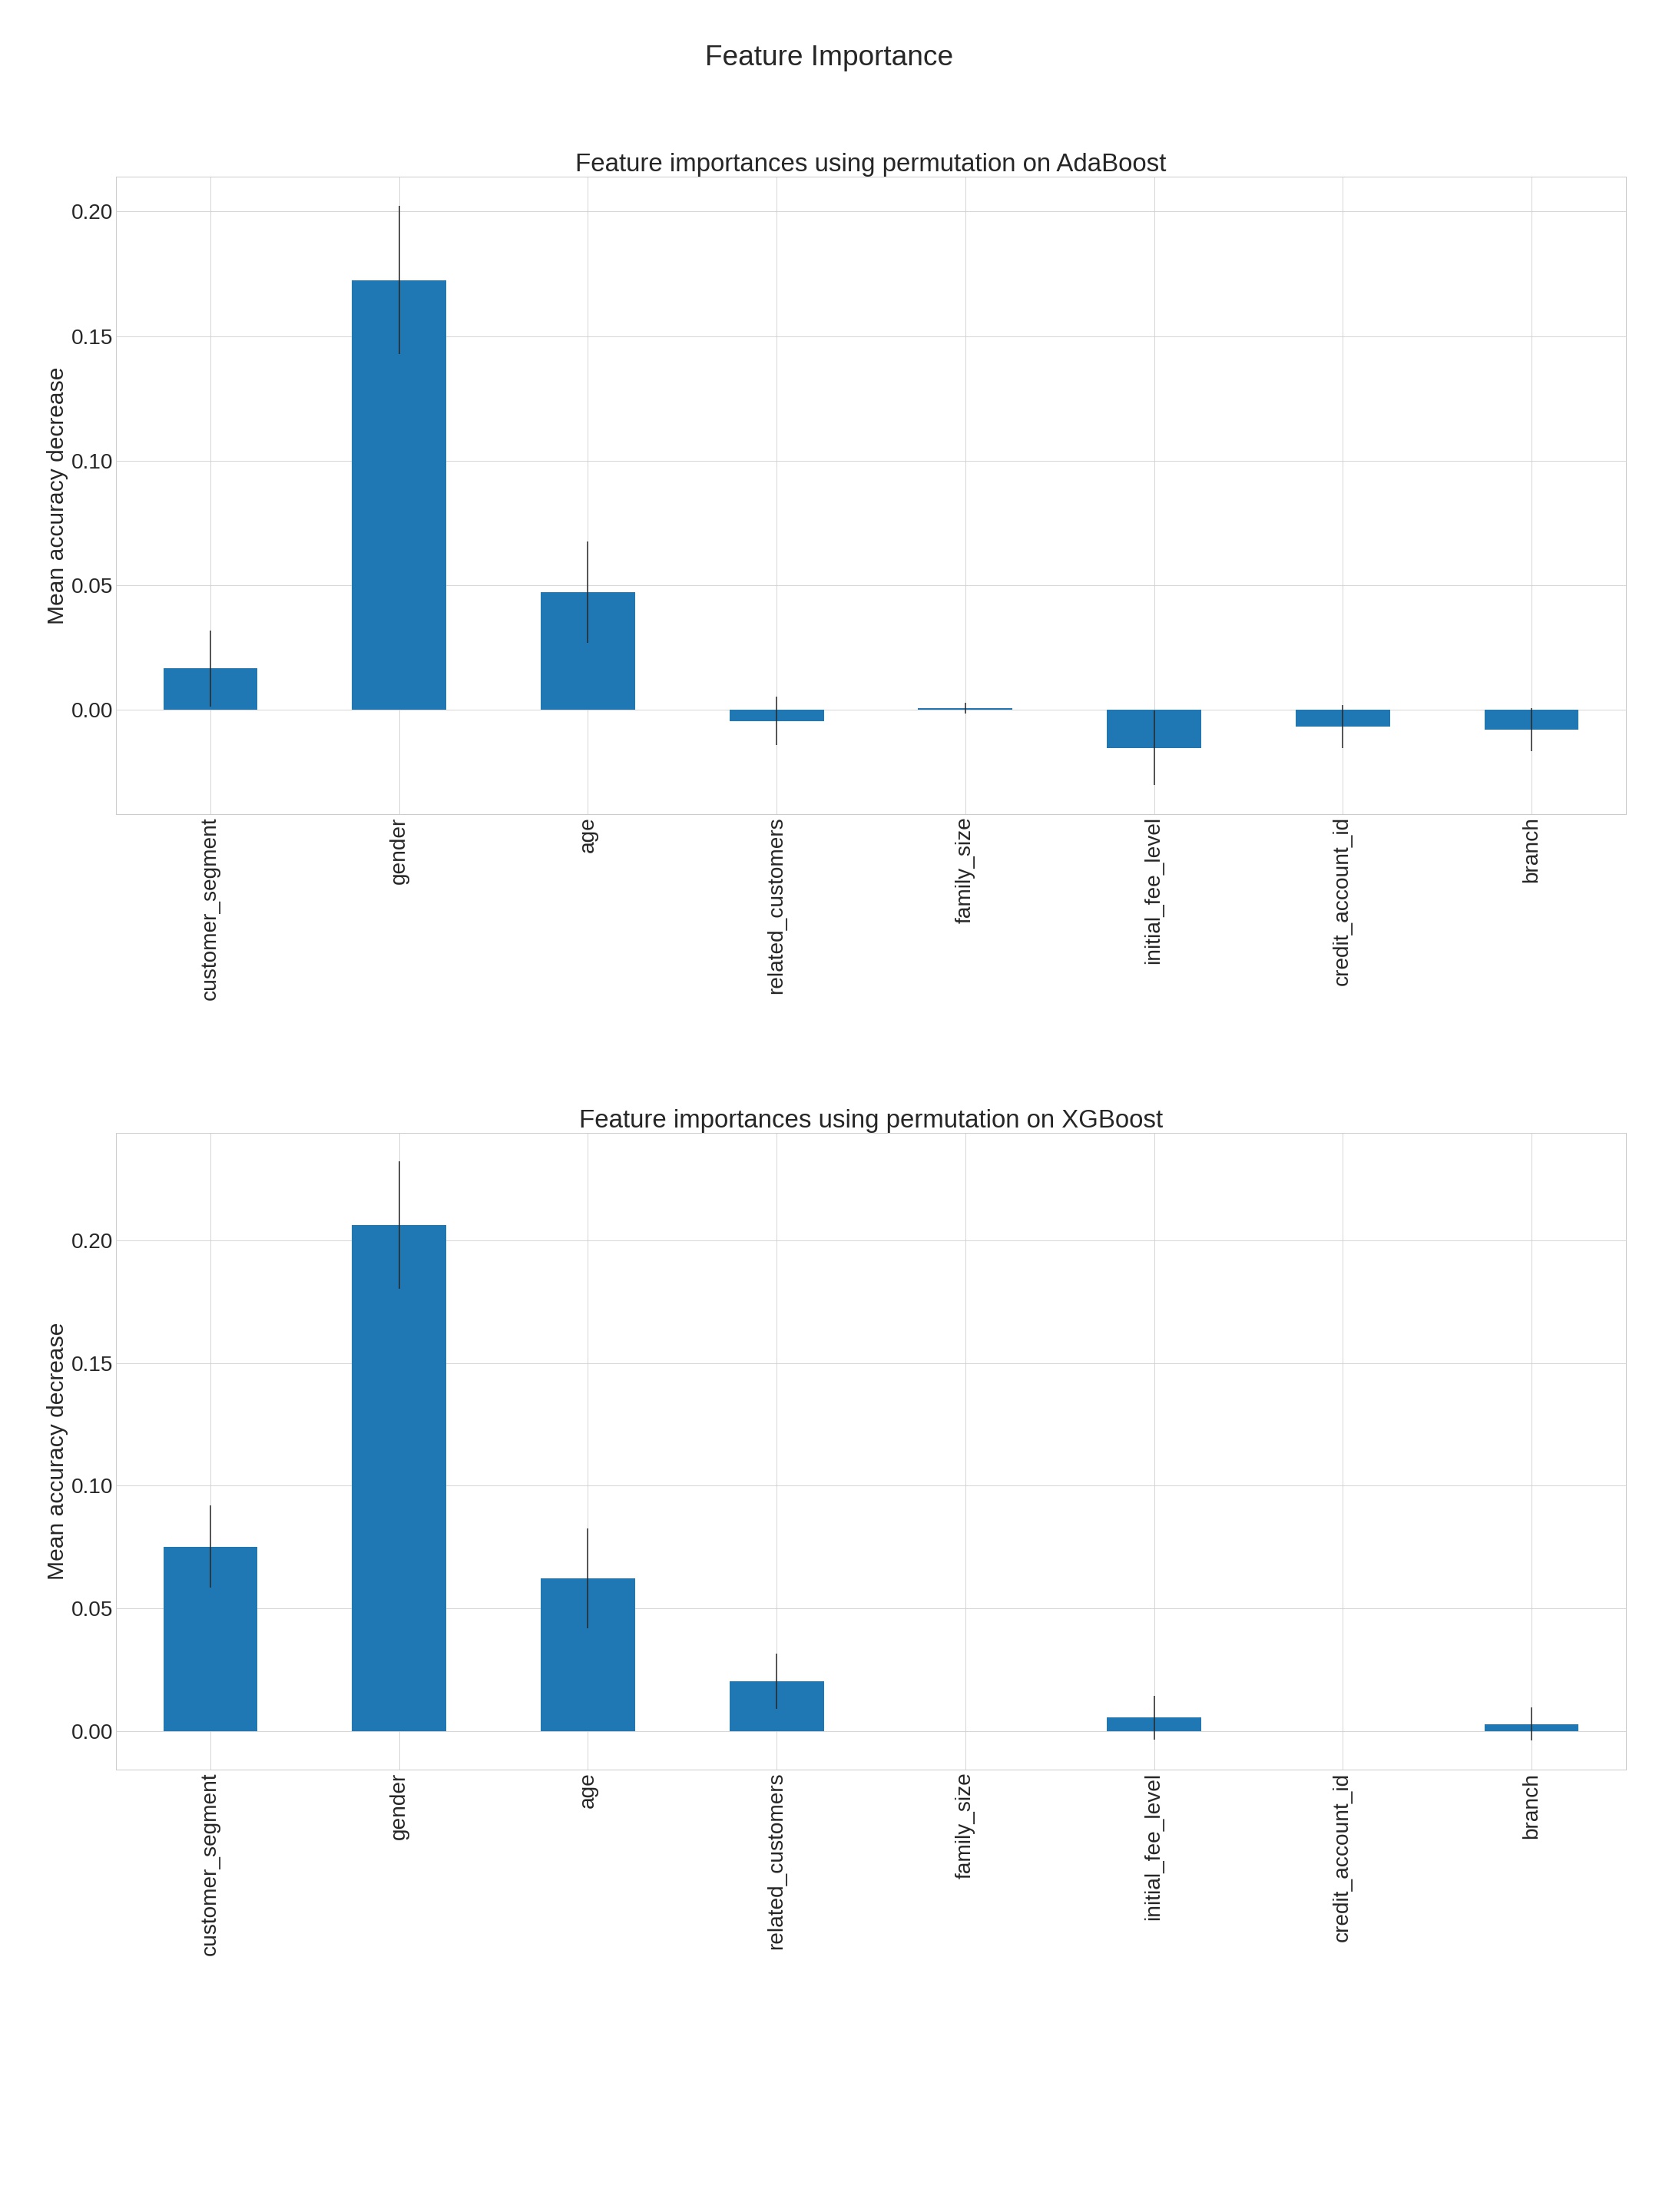 Feature Importance
Feature importances using permutation on AdaBoost
Mean accuracy decrease
0.20
0.15
0.10
0.05
0.00
customer_segment
gender
age
related_customers
family_size
initial_fee_level
credit_account_id
branch
Feature importances using permutation on XGBoost
Mean accuracy decrease
0.20
0.15
0.10
0.05
0.00
customer_segment
gender
age
related_customers
family_size
initial_fee_level
credit_account_id
branch